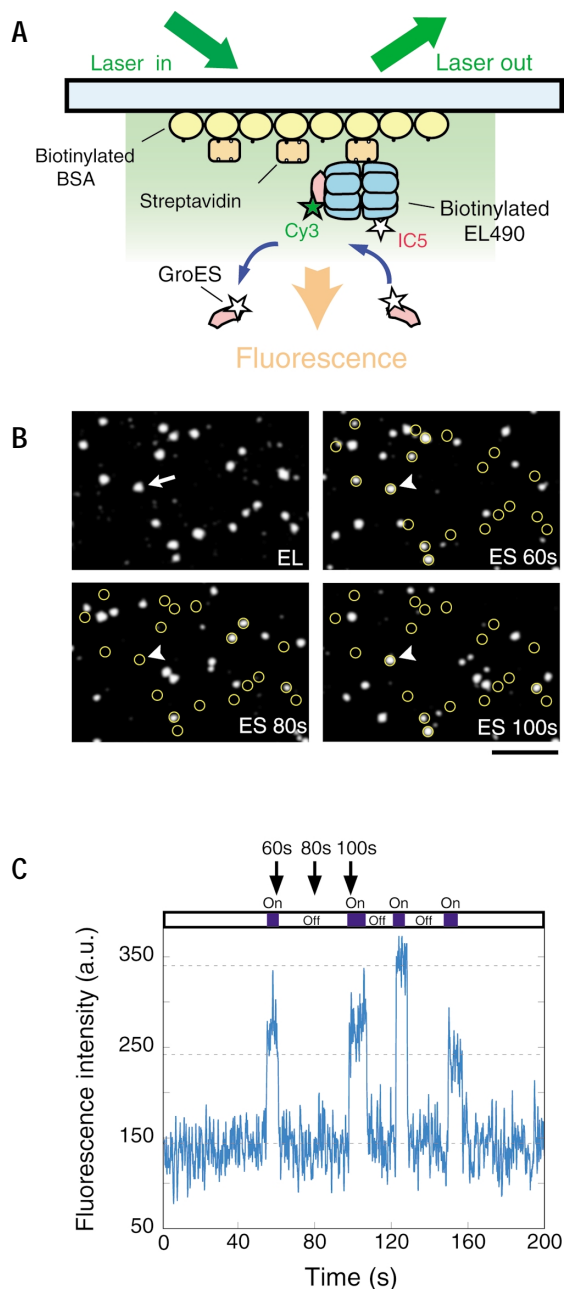 A
Laser in
Laser out
Biotinylated
BSA
Streptavidin
Cy3
Biotinylated
EL490
IC5
GroES
Fluorescence
B
EL
ES 60s
ES 80s
ES 100s
C
60s 80s 100s
On On On On
Off Off Off
Fluorescence intensity (a.u.)
350
250
150
50
0 40 80 120 160 200
Time (s)